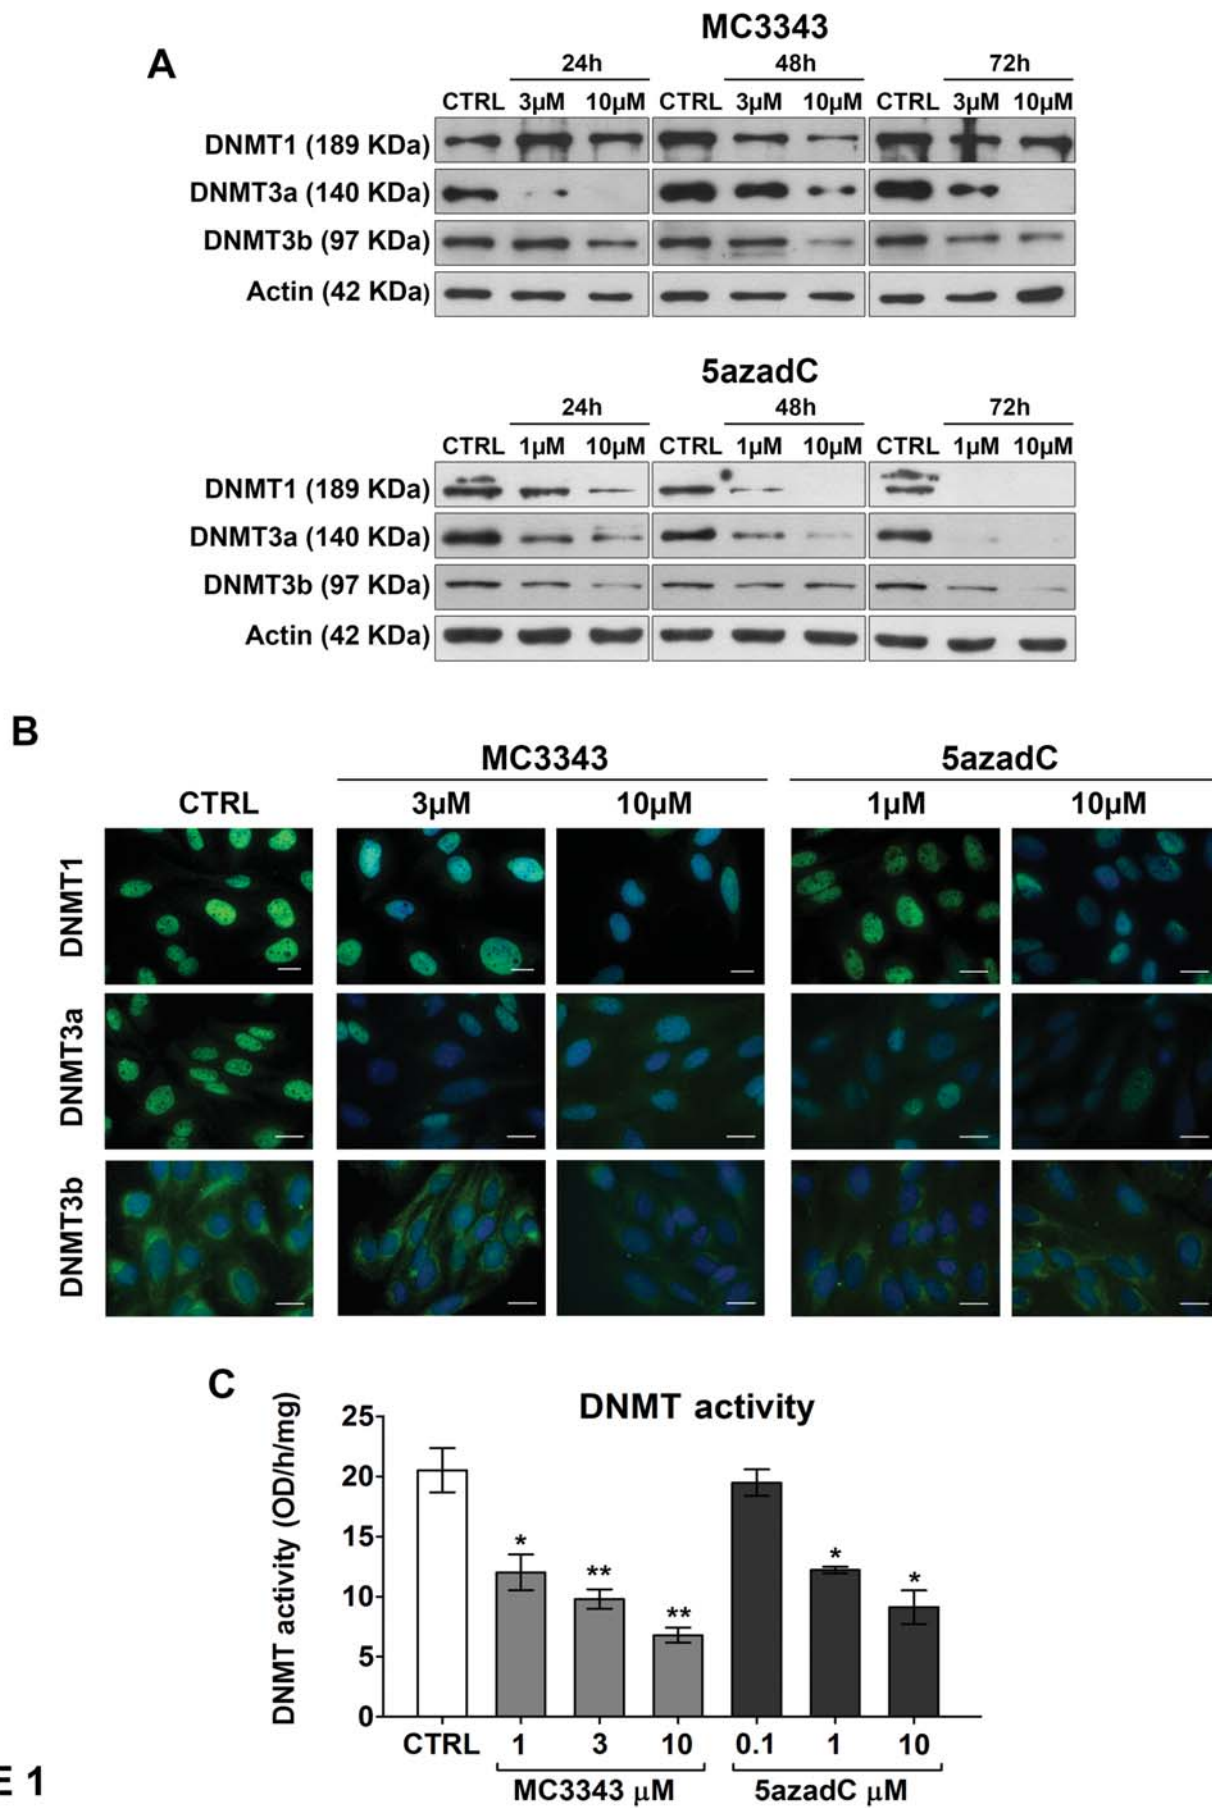 A
MC3343
24h 48h 72h
CTRL 3µM 10µM CTRL 3µM 10µM CTRL 3µM 10µM
DNMT1 (189 KDa)
DNMT3a (140 KDa)
DNMT3b (97 KDa)
Actin (42 KDa)
5azadC
24h 48h 72h
CTRL 1µM 10µM CTRL 1µM 10µM CTRL 1µM 10µM
DNMT1 (189 KDa)
DNMT3a (140 KDa)
DNMT3b (97 KDa)
Actin (42 KDa)
B
MC3343 5azadC
CTRL 3µM 10µM 1µM 10µM
DNMT1
DNMT3a
DNMT3b
C
DNMT activity
DNMT activity (OD/h/mg)
25
20
15
10
5
0
* ** ** * *
CTRL 1 3 10 0.1 1 10
MC3343 µM 5azadC µM
E 1